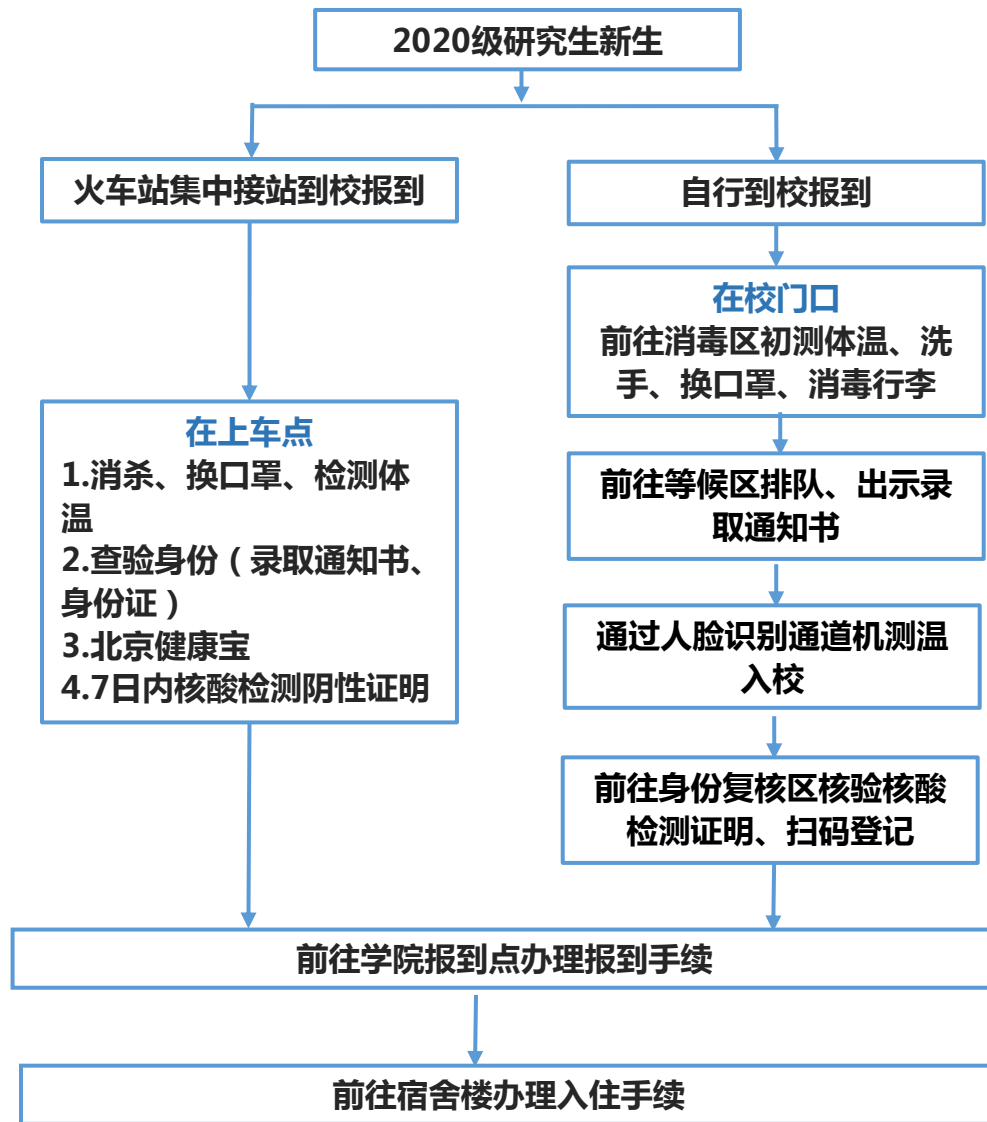 2020级研究生新生
火车站集中接站到校报到
自行到校报到
在校门口
前往消毒区初测体温、洗
手、换口罩、消毒行李
在上车点
1.消杀、换口罩、检测体
温
2.查验身份（录取通知书、
身份证）
3.北京健康宝
4.7日内核酸检测阴性证明
前往等候区排队、出示录
取通知书
通过人脸识别通道机测温
入校
前往身份复核区核验核酸
检测证明、扫码登记
前往学院报到点办理报到手续
前往宿舍楼办理入住手续